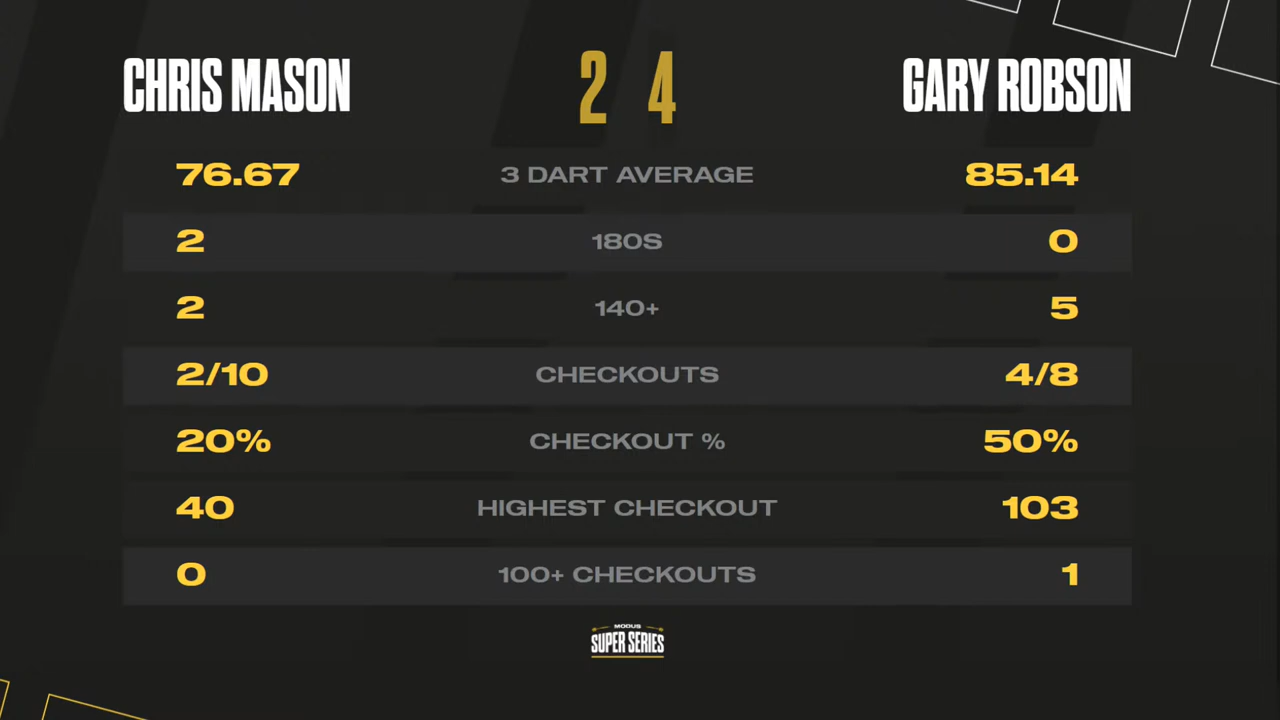 CHRIS MASON 2 4 GARY ROBSON
76.67 3 DART AVERAGE 85.14
2 180S 0
2 140+ 5
2/10 CHECKOUTS 4/8
20% CHECKOUT % 50%
40 HIGHEST CHECKOUT 103
0 100+ CHECKOUTS 1
MODUS
SUPER SERIES